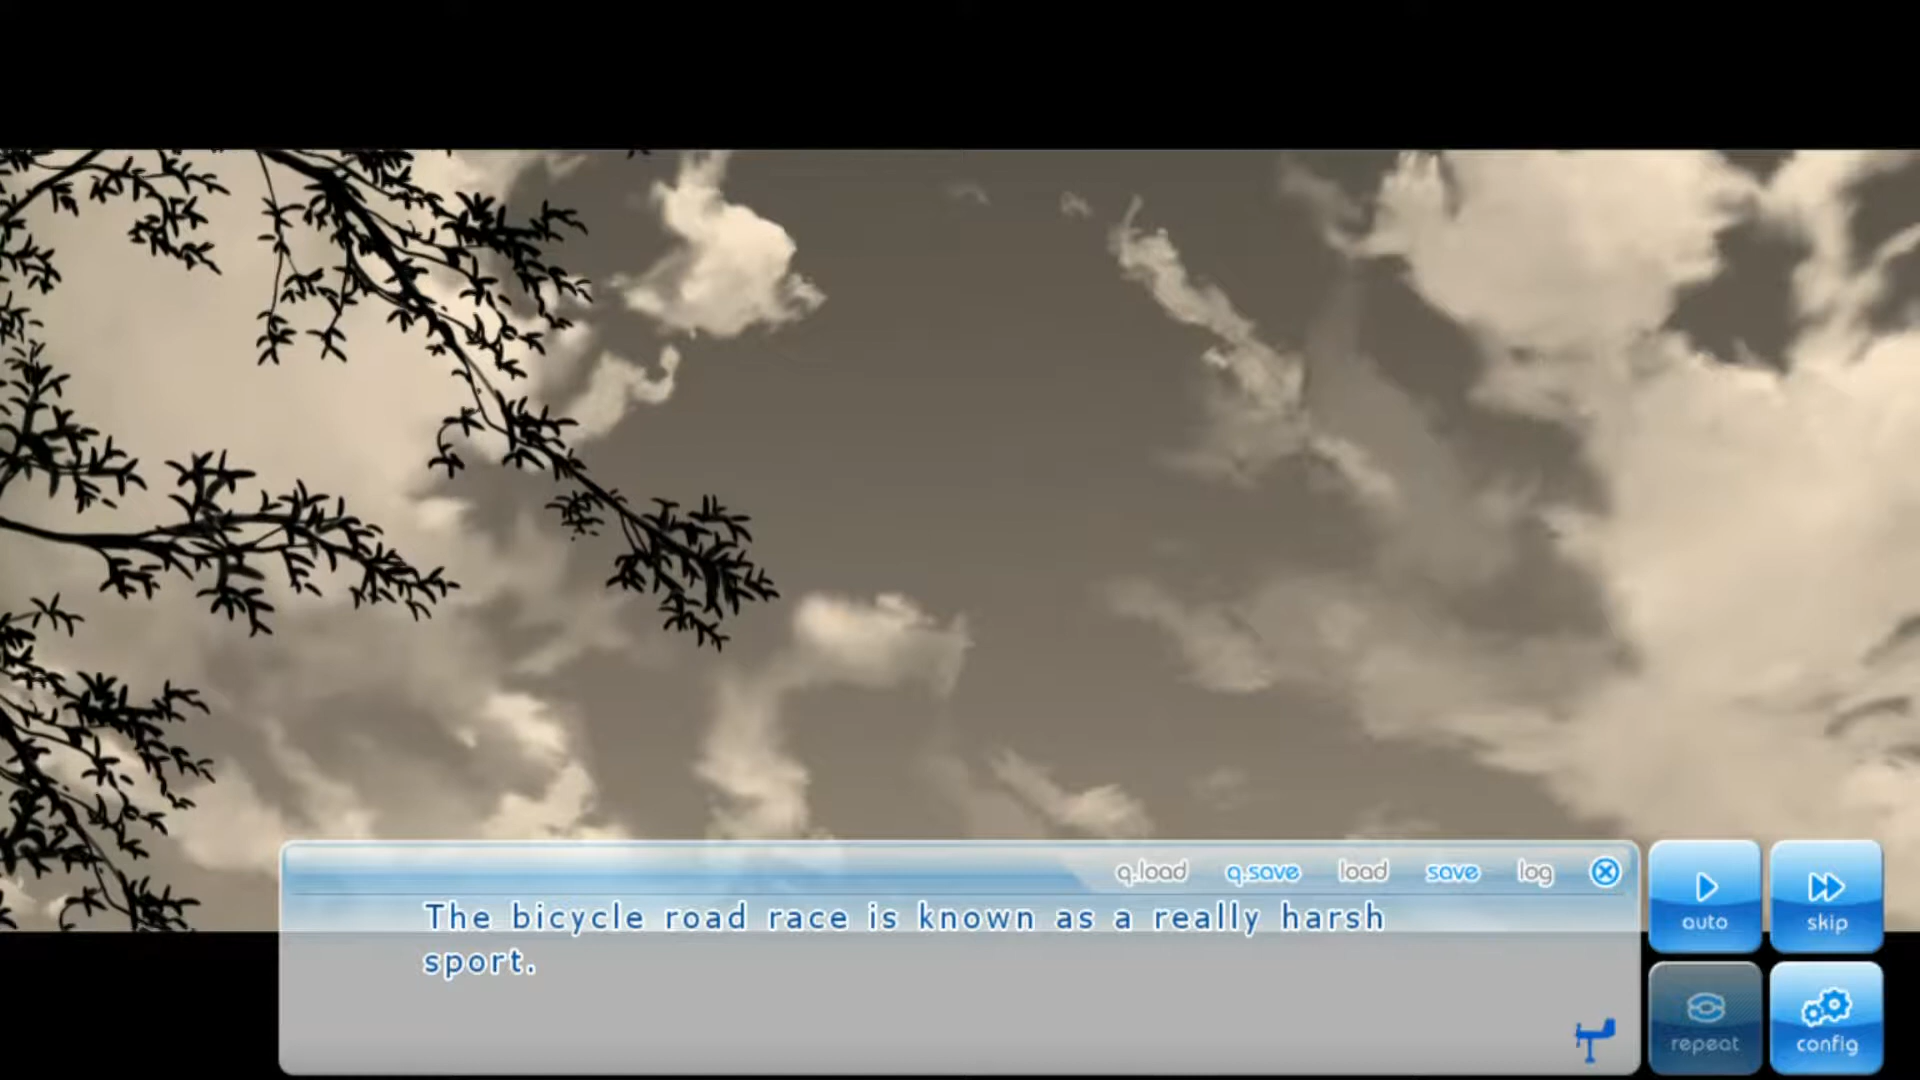 q.load q.save load save log
The bicycle road race is known as a really harsh
sport.
auto skip
repeat config